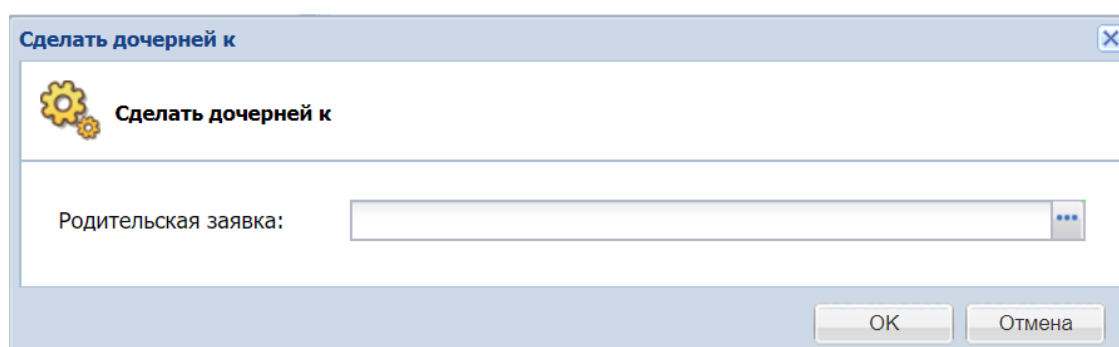 Сделать дочерней к
Сделать дочерней к
Родительская заявка:
OK
Отмена